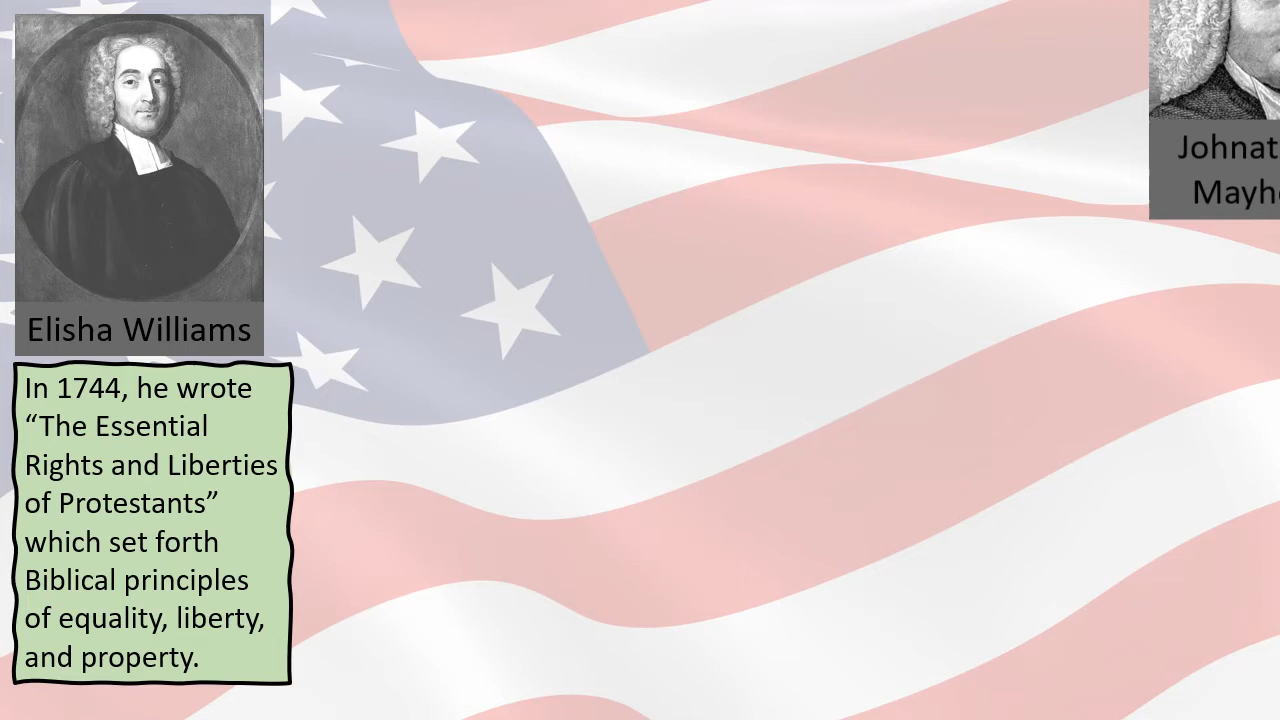 Elisha Williams
In 1744, he wrote
“The Essential
Rights and Liberties
of Protestants”
which set forth
Biblical principles
of equality, liberty,
and property.